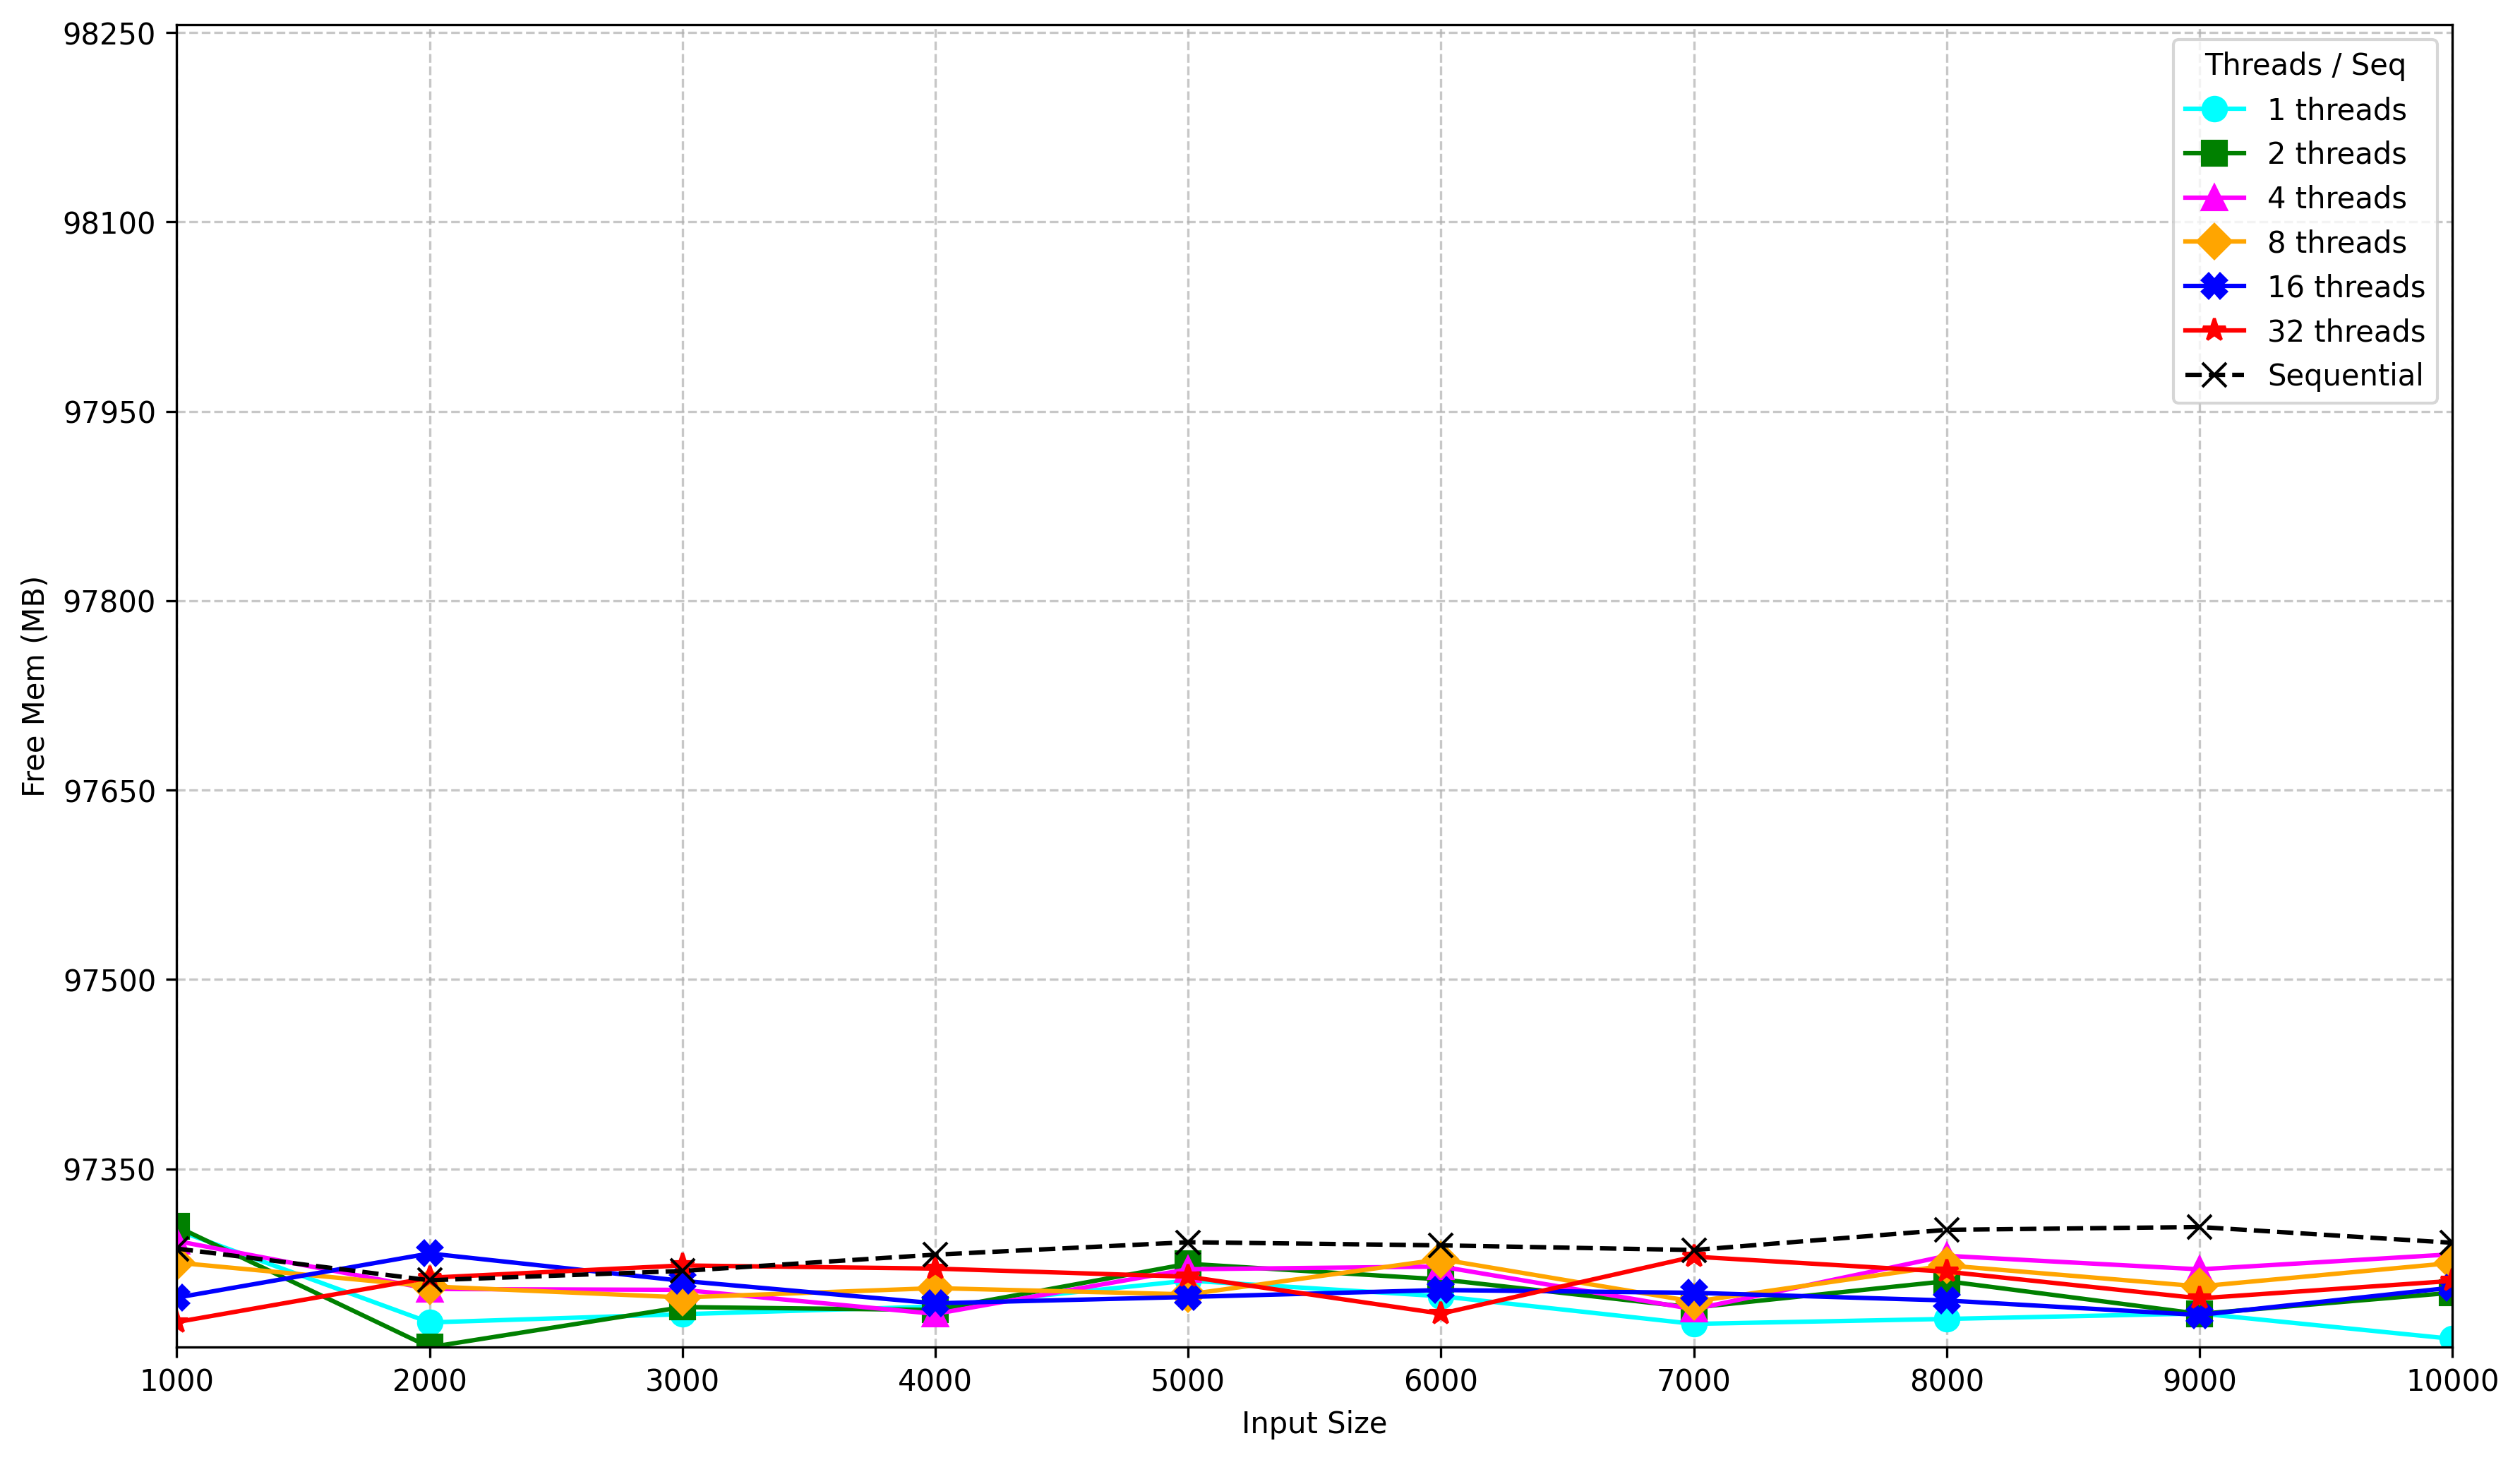 98250
98100
97950
97800
97650
97500
97350
Free Mem (MB)
Threads / Seq
1 threads
2 threads
4 threads
8 threads
16 threads
32 threads
Sequential
1000 2000 3000 4000 5000 6000 7000 8000 9000 10000
Input Size